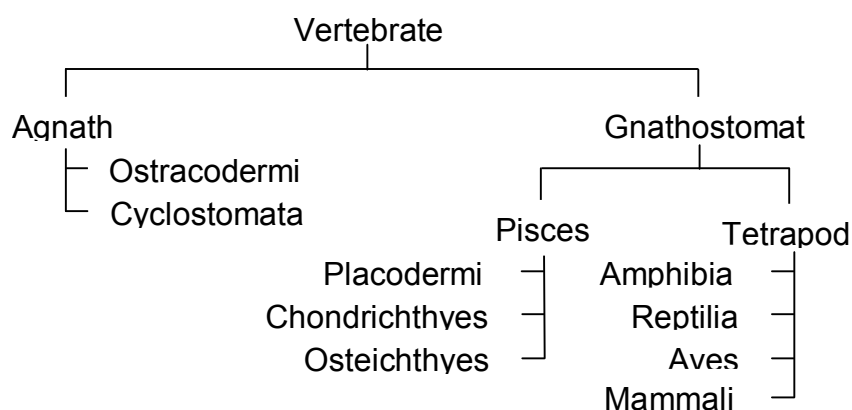 Vertebrate
Agnath
Gnathostomat
Ostracodermi
Cyclostomata
Pisces
Tetrapod
Placodermi
Amphibia
Chondrichthyes
Reptilia
Osteichthyes
Aves
Mammali